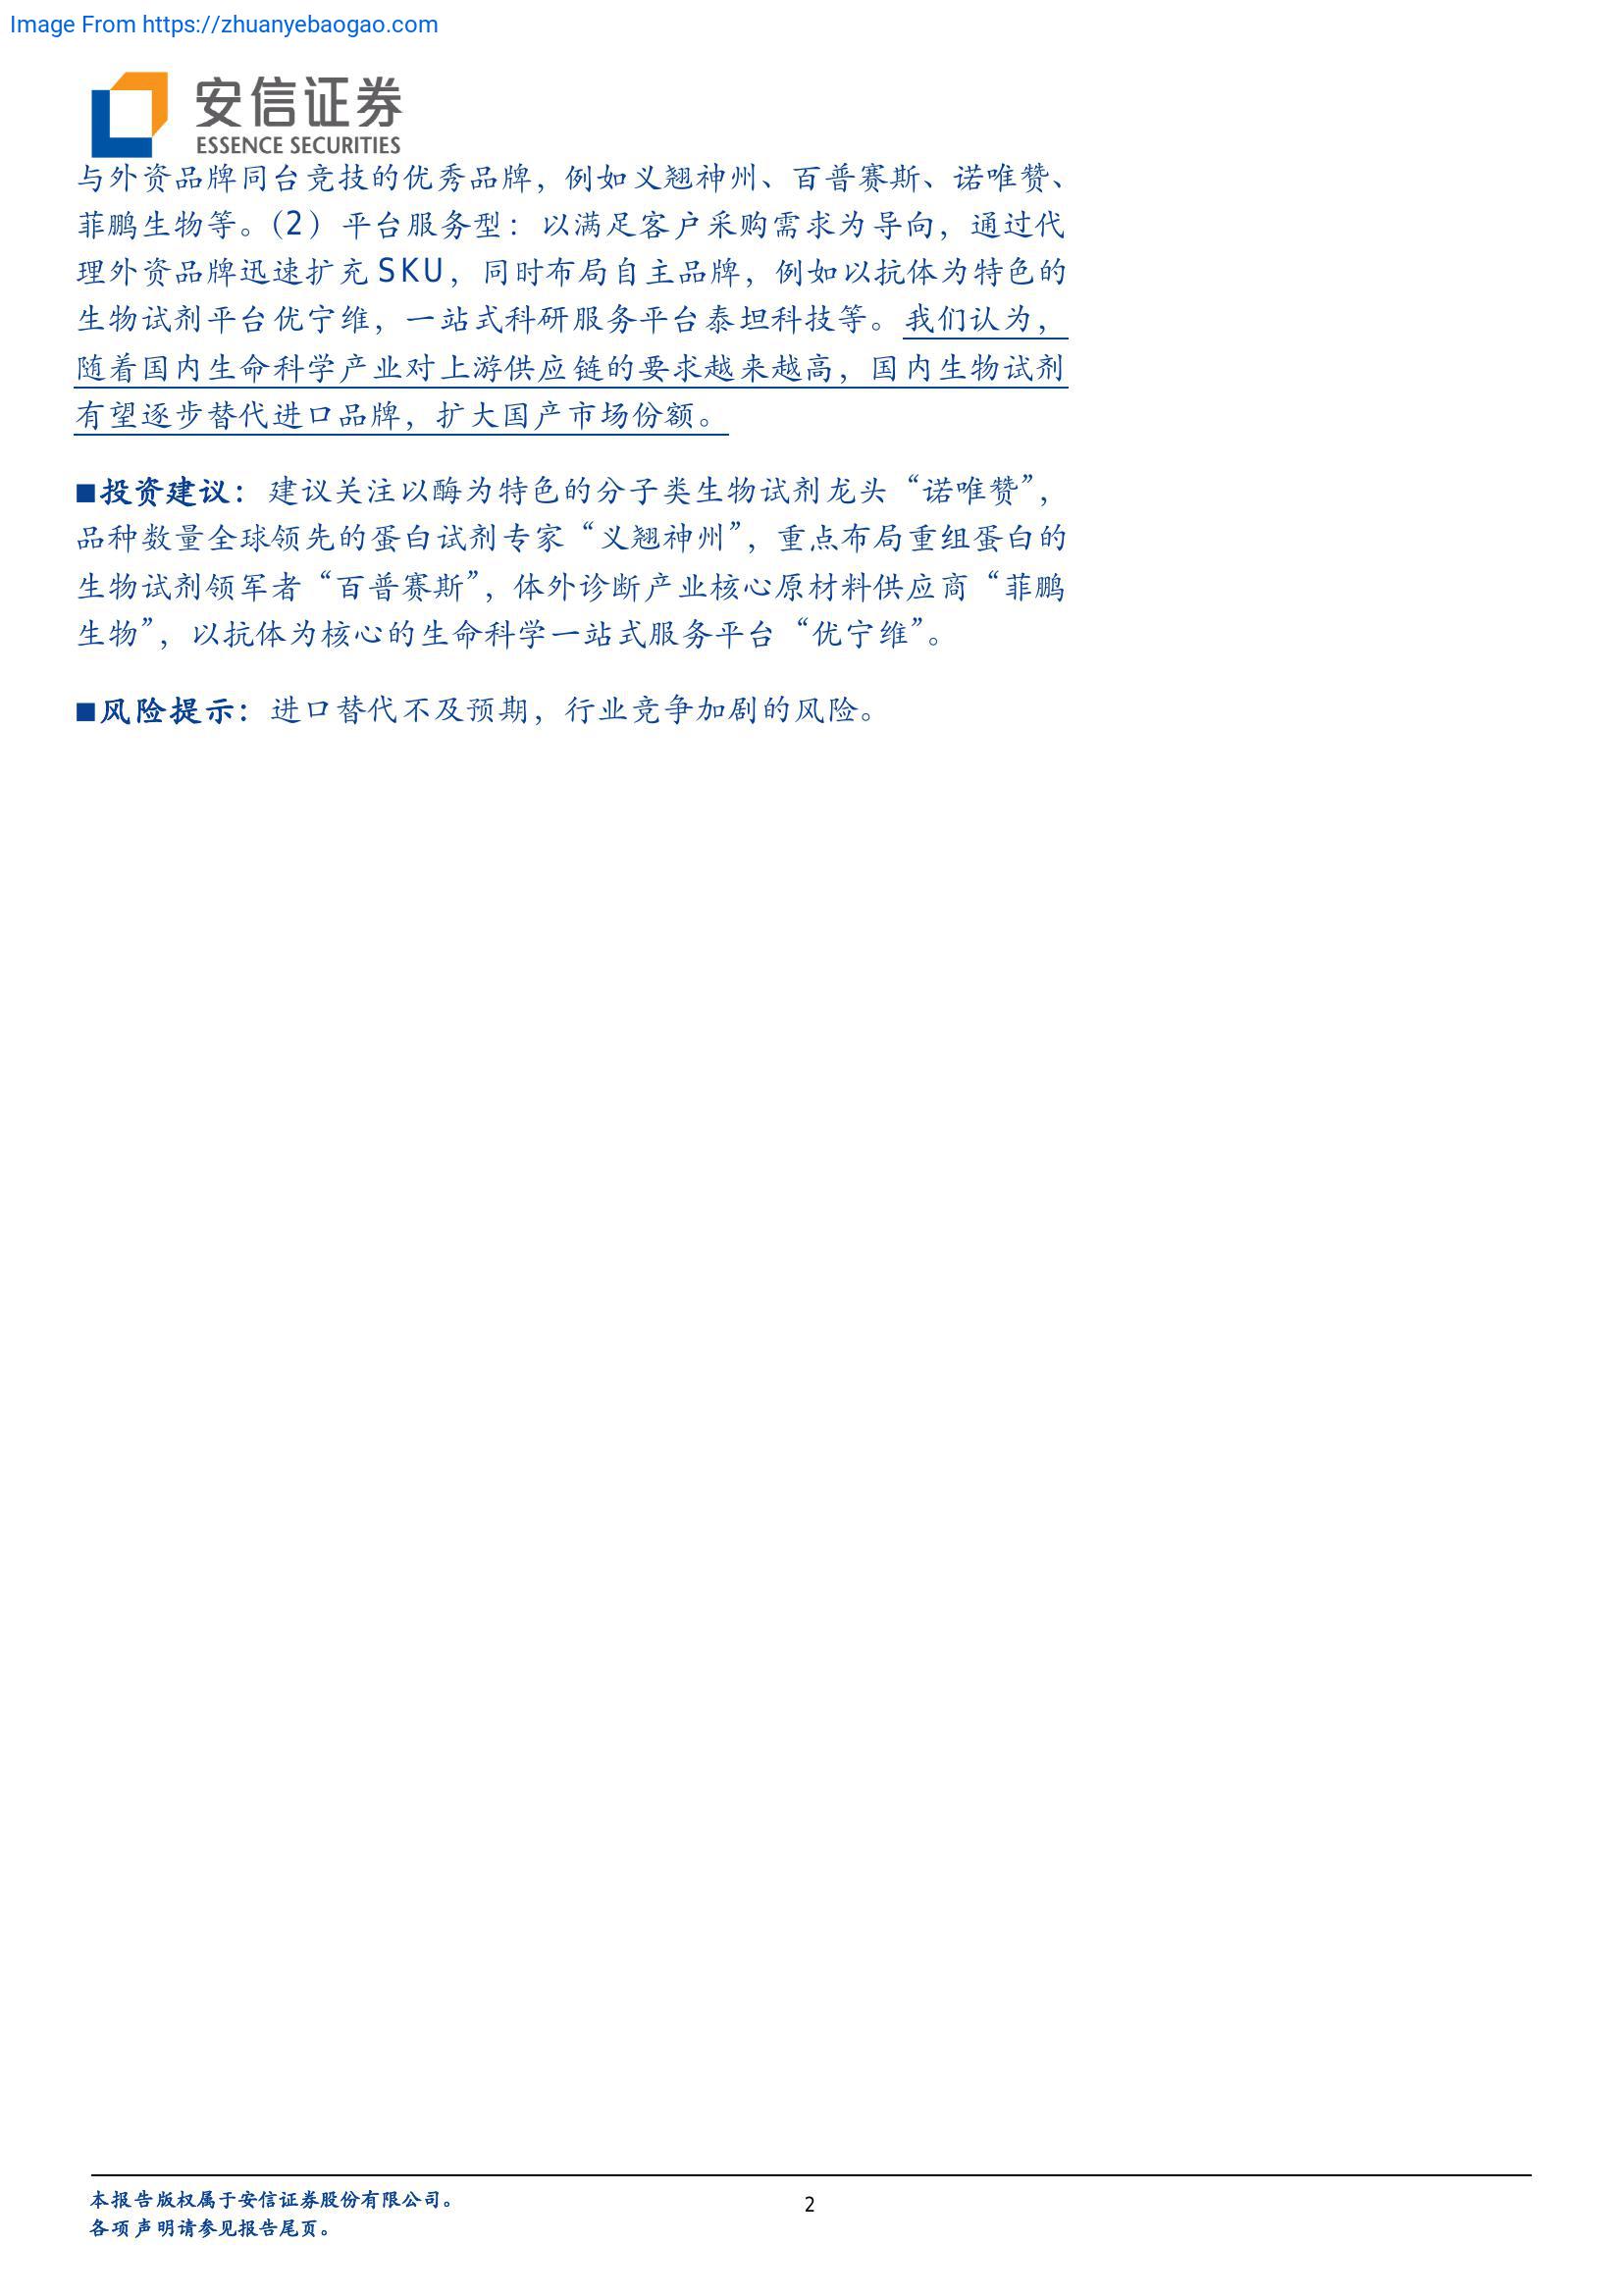 Image From https://zhuanyebaogao.com
安信证券
ESSENCE SECURITIES
与外资品牌同台竞技的优秀品牌，例如义翘神州、百普赛斯、诺唯赞、
菲鹏生物等。（2）平台服务型：以满足客户采购需求为导向，通过代
理外资品牌迅速扩充 SKU，同时布局自主品牌，例如以抗体为特色的
生物试剂平台优宁维，一站式科研服务平台泰坦科技等。我们认为，
随着国内生命科学产业对上游供应链的要求越来越高，国内生物试剂
有望逐步替代进口品牌，扩大国产市场份额。
■投资建议：建议关注以酶为特色的分子类生物试剂龙头“诺唯赞”，
品种数量全球领先的蛋白试剂专家“义翘神州”，重点布局重组蛋白的
生物试剂领军者“百普赛斯”，体外诊断产业核心原材料供应商“菲鹏
生物”，以抗体为核心的生命科学一站式服务平台“优宁维”。
■风险提示：进口替代不及预期，行业竞争加剧的风险。
本报告版权属于安信证券股份有限公司。
2
各项声明请参见报告尾页。